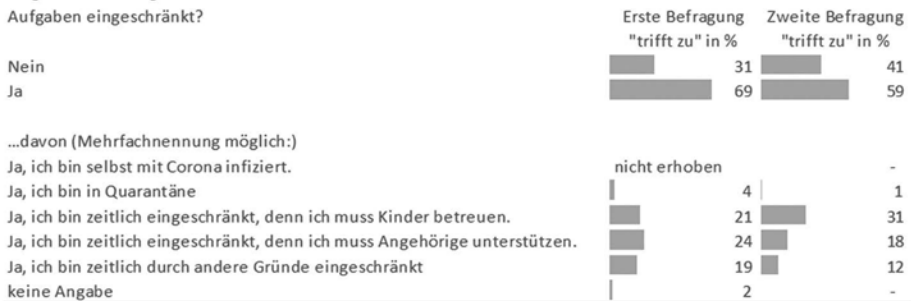 Aufgaben eingeschränkt? Erste Befragung Zweite Befragung
"trifft zu" in % "trifft zu" in %
Nein 31 41
Ja 69 59
...davon (Mehrfachnennung möglich:)
Ja, ich bin selbst mit Corona infiziert. nicht erhoben -
Ja, ich bin in Quarantäne 4 1
Ja, ich bin zeitlich eingeschränkt, denn ich muss Kinder betreuen. 21 31
Ja, ich bin zeitlich eingeschränkt, denn ich muss Angehörige unterstützen. 24 18
Ja, ich bin zeitlich durch andere Gründe eingeschränkt 19 12
keine Angabe 2 -